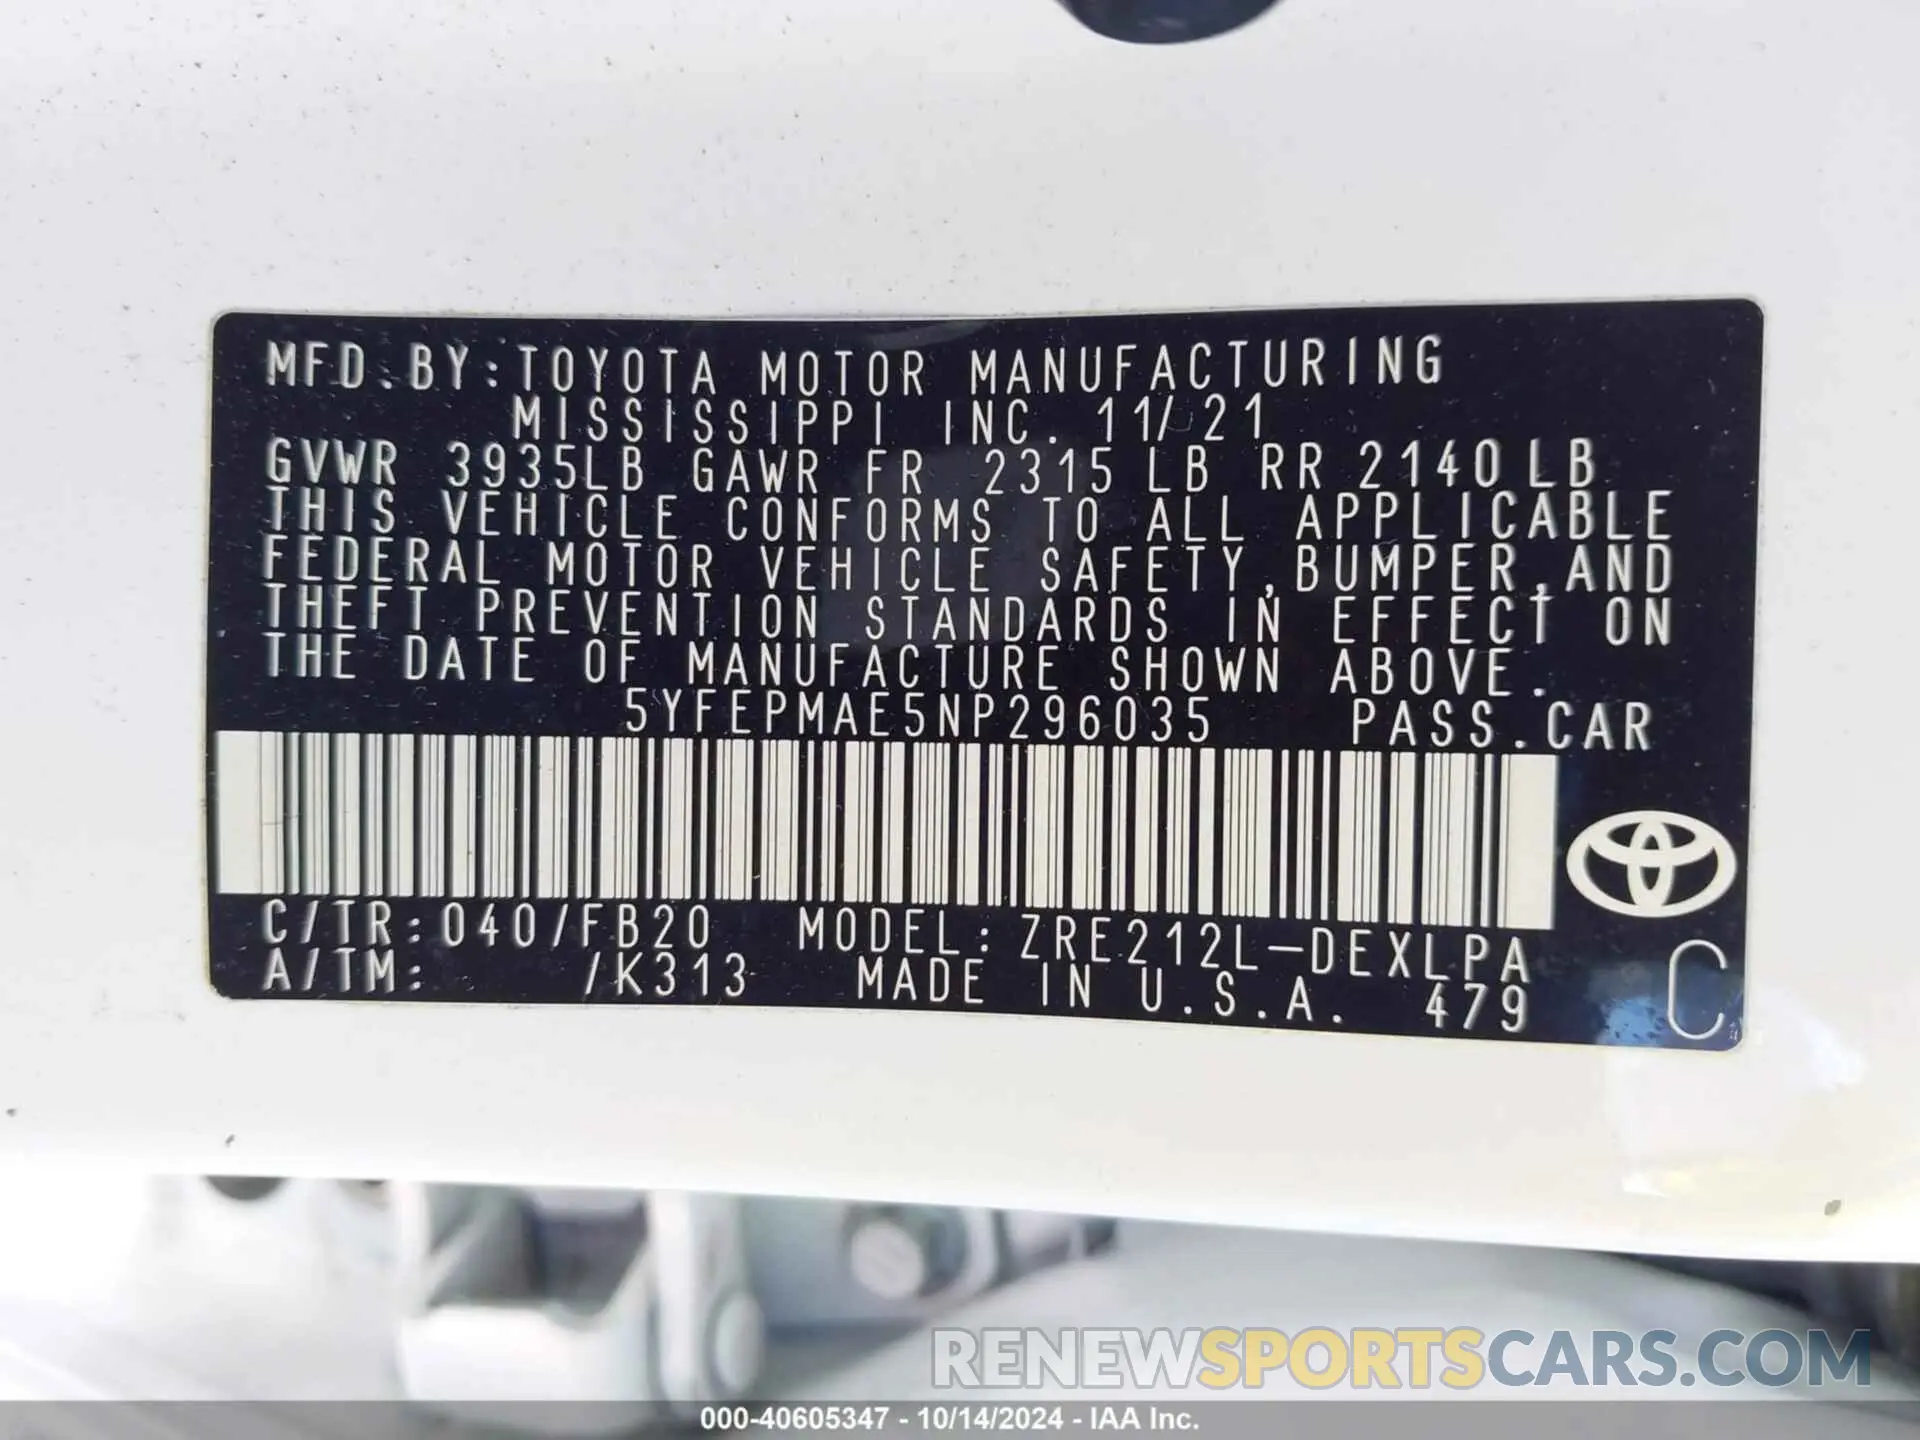 MFD.BY:TOYOTA MOTOR MANUFACTURING
MISSISSIPPI INC. 11/21
GVWR 3935LB GAWR FR 2315LB RR 2140LB
THIS VEHICLE CONFORMS TO ALL APPLICABLE
FEDERAL MOTOR VEHICLE SAFETY,BUMPER,AND
THEFT PREVENTION STANDARDS IN EFFECT ON
THE DATE OF MANUFACTURE SHOWN ABOVE.
5YFEPMAE5NP296035 PASS.CAR
C/TR:040/FB20 MODEL:ZRE212L-DEXLPA
A/TM: /K313 MADE IN U.S.A. 479 C
RENEWSPORTSCARS.COM
000-40605347 - 10/14/2024 - IAA Inc.